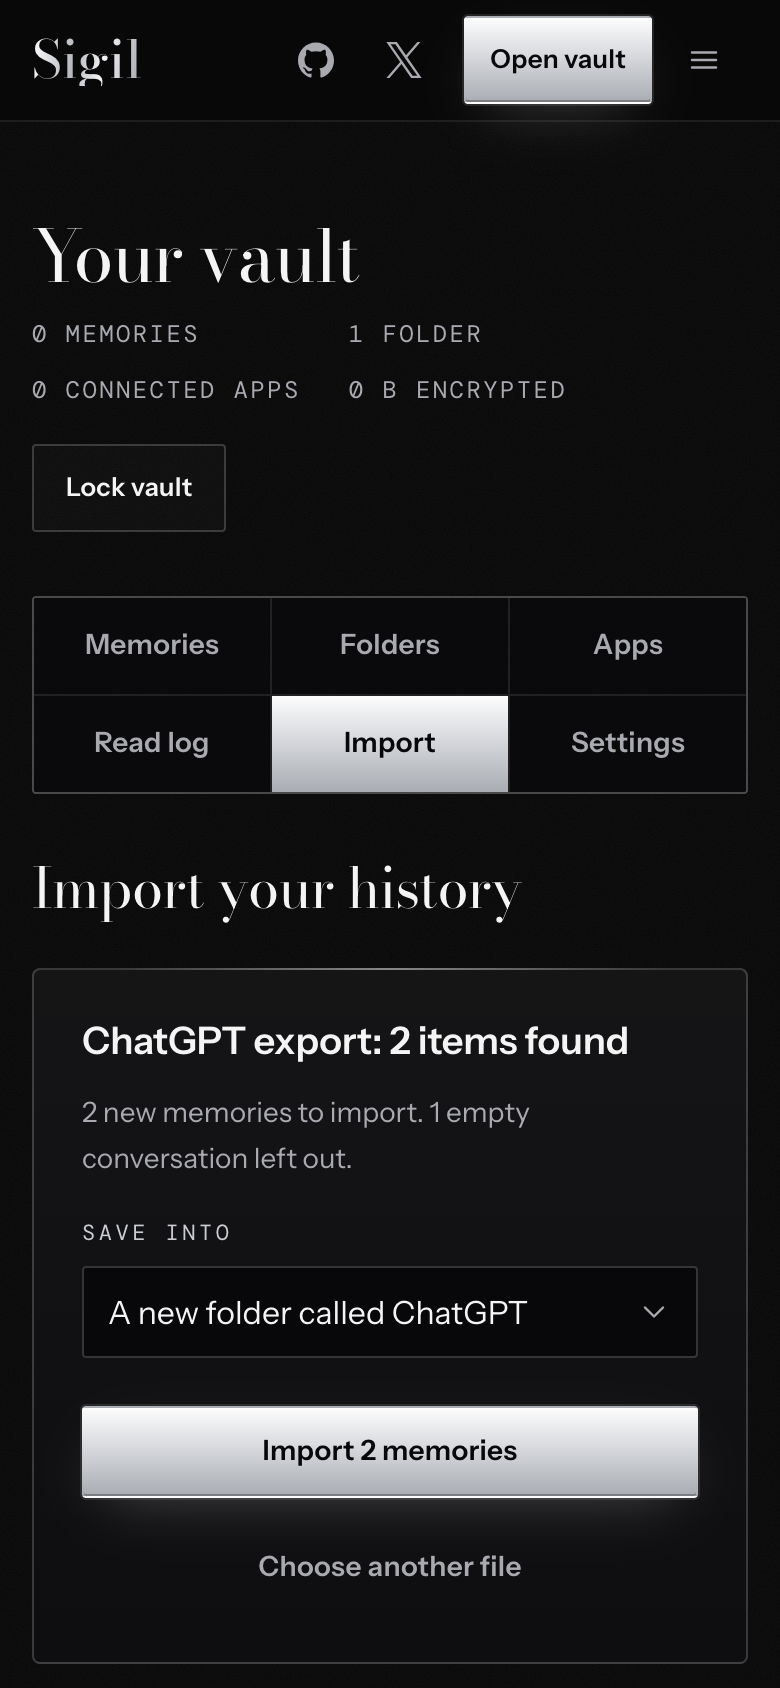 Sigil
Open vault
Your vault
0 MEMORIES
1 FOLDER
0 CONNECTED APPS
0 B ENCRYPTED
Lock vault
Memories
Folders
Apps
Read log
Import
Settings
Import your history
ChatGPT export: 2 items found
2 new memories to import. 1 empty
conversation left out.
SAVE INTO
A new folder called ChatGPT
Import 2 memories
Choose another file